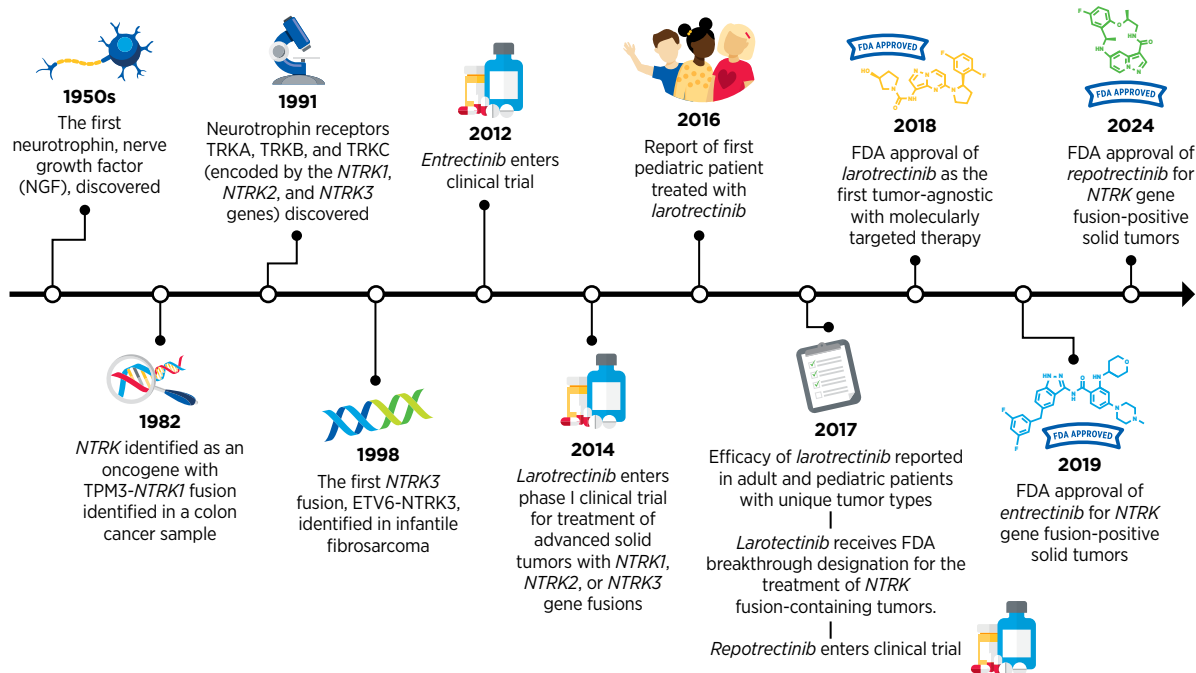 1950s
The first
neurotrophin, nerve
growth factor
(NGF), discovered
1982
NTRK identified as an
oncogene with
TPM3-NTRK1 fusion
identified in a colon
cancer sample
1991
Neurotrophin receptors
TRKA, TRKB, and TRKC
(encoded by the NTRK1,
NTRK2, and NTRK3
genes) discovered
1998
The first NTRK3
fusion, ETV6-NTRK3,
identified in infantile
fibrosarcoma
2012
Entrectinib enters
clinical trial
2014
Larotrectinib enters
phase I clinical trial
for treatment of
advanced solid
tumors with NTRK1,
NTRK2, or NTRK3
gene fusions
2016
Report of first
pediatric patient
treated with
larotrectinib
2017
Efficacy of larotrectinib reported
in adult and pediatric patients
with unique tumor types
Larotectinib receives FDA
breakthrough designation for the
treatment of NTRK
fusion-containing tumors.
Repotrectinib enters clinical trial
FDA APPROVED
HO
N
O
NH
N
N
N
N
F
F
2018
FDA approval of
larotrectinib as the
first tumor-agnostic
with molecularly
targeted therapy
HN
N
O
N
H
HN
O
N
N
F
F
FDA APPROVED
2019
FDA approval of
entrectinib for NTRK
gene fusion-positive
solid tumors
F
O
NH
O
HN
N
N
N
FDA APPROVED
2024
FDA approval of
repotrectinib for
NTRK gene
fusion-positive
solid tumors